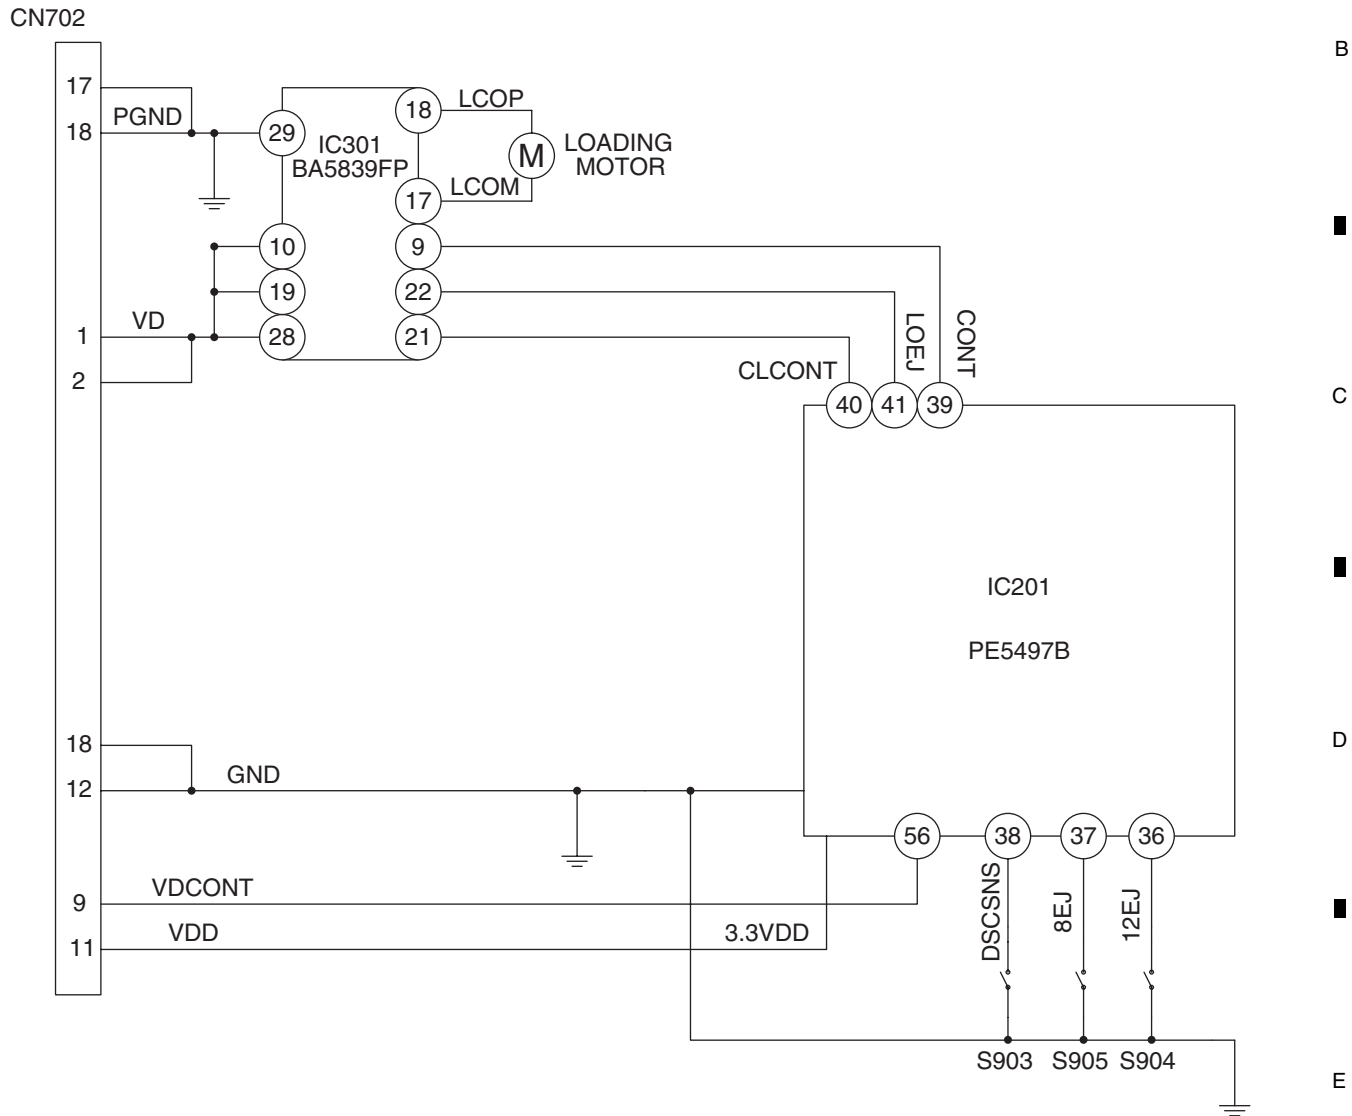 CN702
B
17
PGND
18
29
IC301
BA5839FP
18
LCOP
M
LOADING
MOTOR
LCOM
17
10
9
19
22
1
VD
28
21
2
CLCONT
LOEJ
CONT
40
41
39
C
IC201
PE5497B
18
12
GND
D
56
38
37
36
9
VDCONT
11
VDD
3.3VDD
DSCSNS
8EJ
12EJ
S903
S905
S904
E